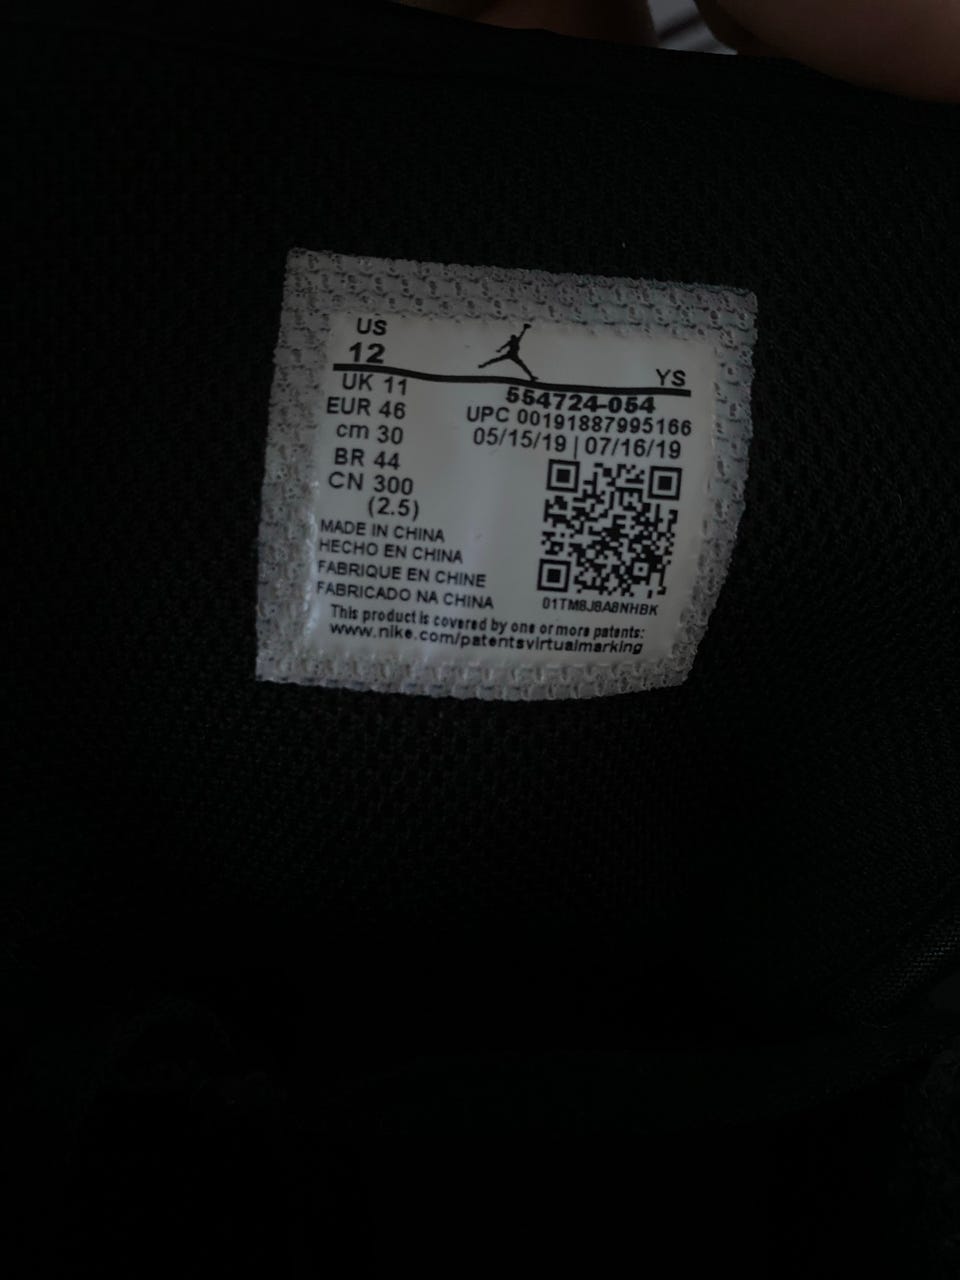 US
12
YS
UK 11
554724-054
EUR 46
UPC 00191887995166
cm 30
05/15/19 | 07/16/19
BR 44
CN 300
(2.5)
MADE IN CHINA
HECHO EN CHINA
FABRIQUE EN CHINE
FABRICADO NA CHINA
01TM8J8A8NHBK
This product is covered by one or more patents:
www.nike.com/patentsvirtualmarking